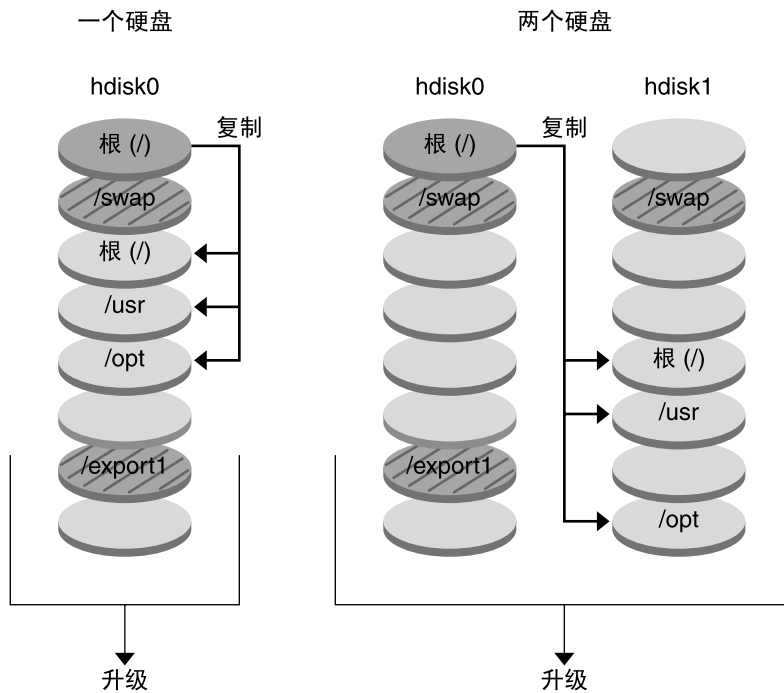 一个硬盘
hdisk0
根 (/)
复制
/swap
根 (/)
/usr
/opt
/export1
升级
两个硬盘
hdisk0
hdisk1
根 (/)
复制
/swap
/swap
根 (/)
/usr
/export1
/opt
升级